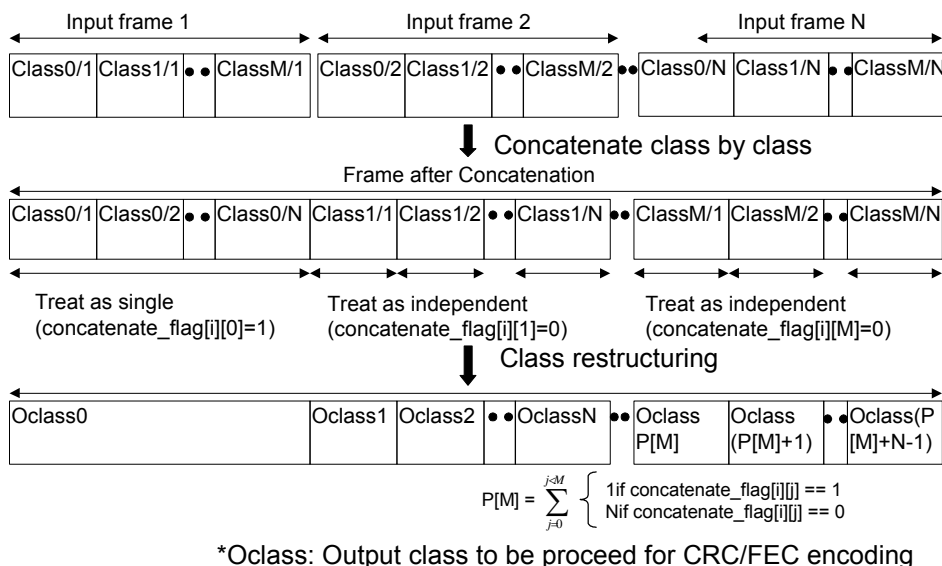 Input frame 1 Input frame 2 Input frame N
Class0/1 Class1/1 •• ClassM/1 Class0/2 Class1/2 •• ClassM/2 •• Class0/N Class1/N •• ClassM/N
Concatenate class by class
Frame after Concatenation
Class0/1 Class0/2 •• Class0/N Class1/1 Class1/2 •• Class1/N •• ClassM/1 ClassM/2 •• ClassM/N
Treat as single
(concatenate_flag[i][0]=1)
Treat as independent
(concatenate_flag[i][1]=0)
Treat as independent
(concatenate_flag[i][M]=0)
Class restructuring
Oclass0 Oclass1 Oclass2 •• OclassN •• Oclass P[M] Oclass (P[M]+1) •• Oclass(P [M]+N-1)
j<M
P[M] = ∑ {
j=0
1if concatenate_flag[i][j] == 1
Nif concatenate_flag[i][j] == 0
*Oclass: Output class to be proceed for CRC/FEC encoding